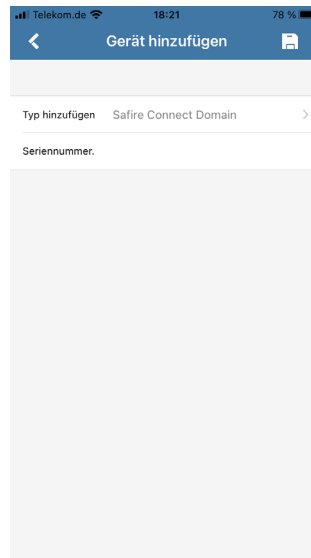 Telekom.de 18:21 78 %
Gerät hinzufügen
Typ hinzufügen Safire Connect Domain
Seriennummer.